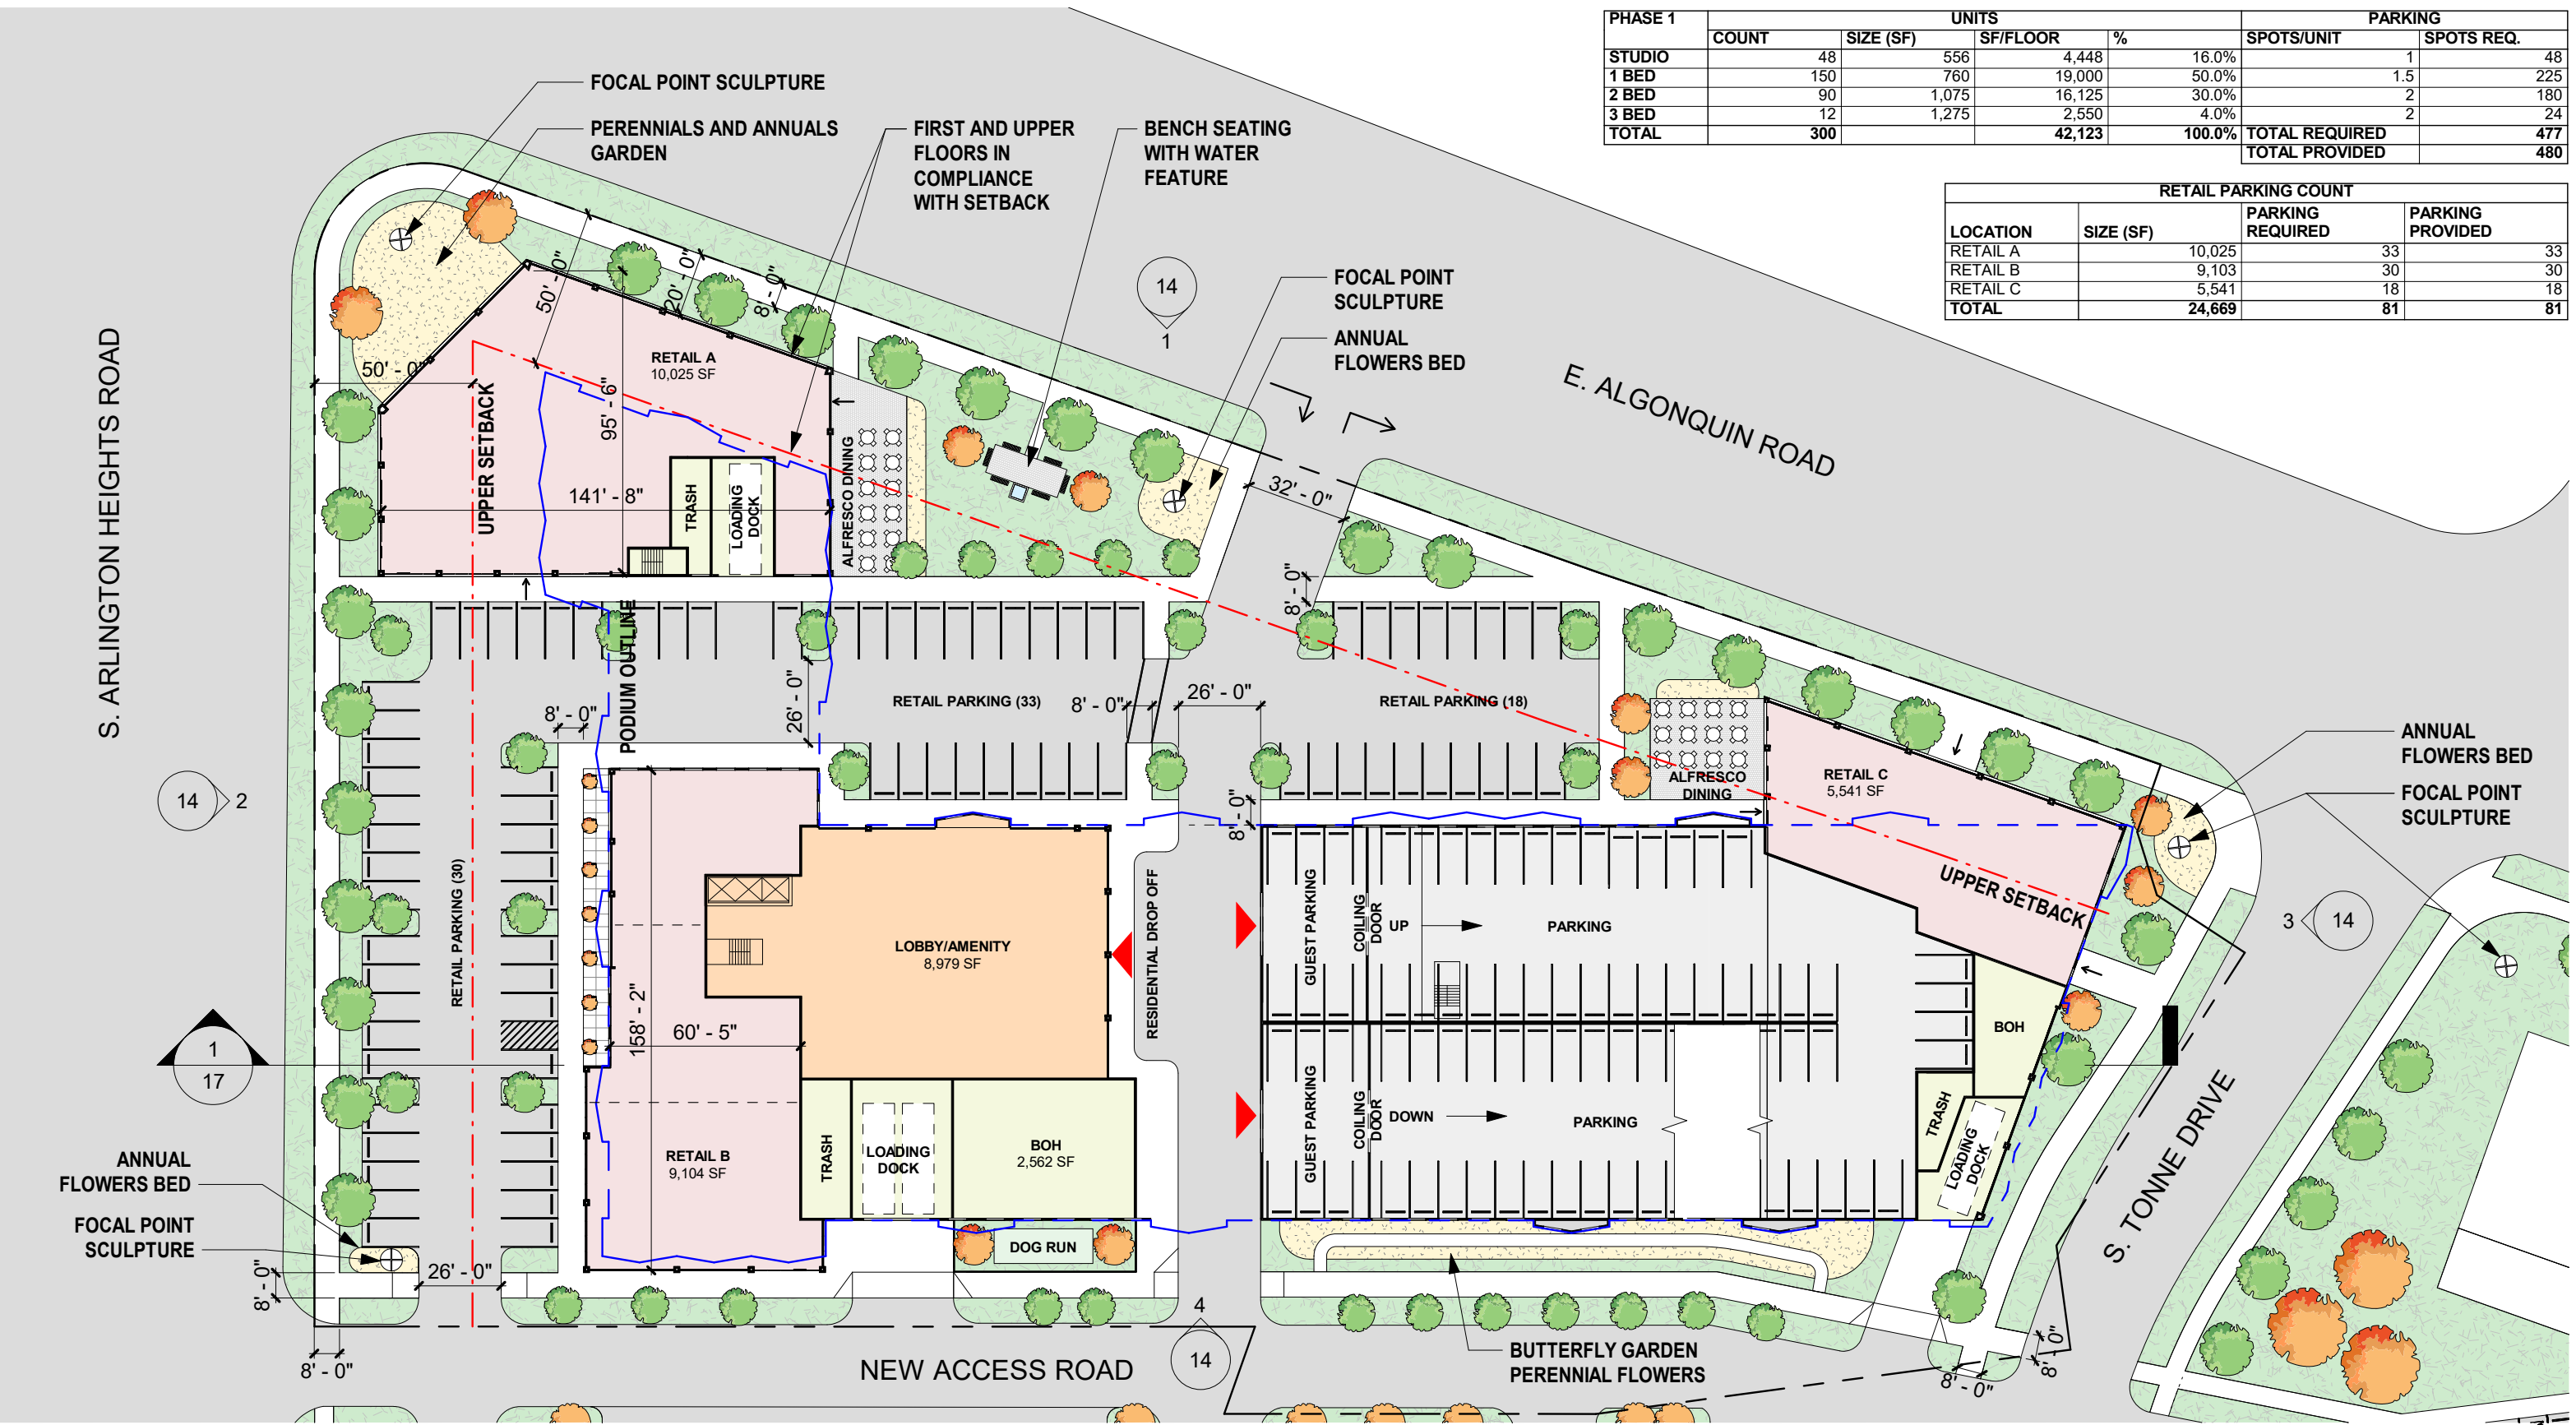 PHASE 1 UNITS PARKING
COUNT SIZE (SF) SF/FLOOR % SPOTS/UNIT SPOTS REQ.
STUDIO 48 556 4,448 16.0% 1 48
1 BED 150 760 19,000 50.0% 1.5 225
2 BED 90 1,075 16,125 30.0% 2 180
3 BED 12 1,275 2,550 4.0% 2 24
TOTAL 300 42,123 100.0% TOTAL REQUIRED 477
TOTAL PROVIDED 480
RETAIL PARKING COUNT
LOCATION SIZE (SF) PARKING REQUIRED PARKING PROVIDED
RETAIL A 10,025 33 33
RETAIL B 9,103 30 30
RETAIL C 5,541 18 18
TOTAL 24,669 81 81
FOCAL POINT SCULPTURE
PERENNIALS AND ANNUALS
GARDEN
FIRST AND UPPER
FLOORS IN
COMPLIANCE
WITH SETBACK
BENCH SEATING
WITH WATER
FEATURE
14
1
FOCAL POINT
SCULPTURE
ANNUAL
FLOWERS BED
E. ALGONQUIN ROAD
S. ARLINGTON HEIGHTS ROAD
50' - 0"
20' - 0"
8' - 0"
50' - 0"
RETAIL A
10,025 SF
95' - 6"
141' - 8"
UPPER SETBACK
TRASH
LOADING
DOCK
ALFRESCO DINING
32' - 0"
8' - 0"
PODIUM OUTLINE
8' - 0"
26' - 0"
RETAIL PARKING (33)
8' - 0"
26' - 0"
RETAIL PARKING (18)
ALFRESCO
DINING
RETAIL C
5,541 SF
UPPER SETBACK
ANNUAL
FLOWERS BED
FOCAL POINT
SCULPTURE
14
2
3
14
RETAIL PARKING (30)
8' - 0"
LOBBY/AMENITY
8,979 SF
RESIDENTIAL DROP OFF
GUEST PARKING
COILING
DOOR
UP
PARKING
158' - 2"
60' - 5"
1
17
GUEST PARKING
COILING
DOOR
DOWN
PARKING
BOH
TRASH
LOADING
DOCK
RETAIL B
9,104 SF
TRASH
LOADING
DOCK
BOH
2,562 SF
DOG RUN
ANNUAL
FLOWERS BED
FOCAL POINT
SCULPTURE
8' - 0"
26' - 0"
8' - 0"
S. TONNE DRIVE
4
14
NEW ACCESS ROAD
BUTTERFLY GARDEN
PERENNIAL FLOWERS
8' - 0"
8' - 0"